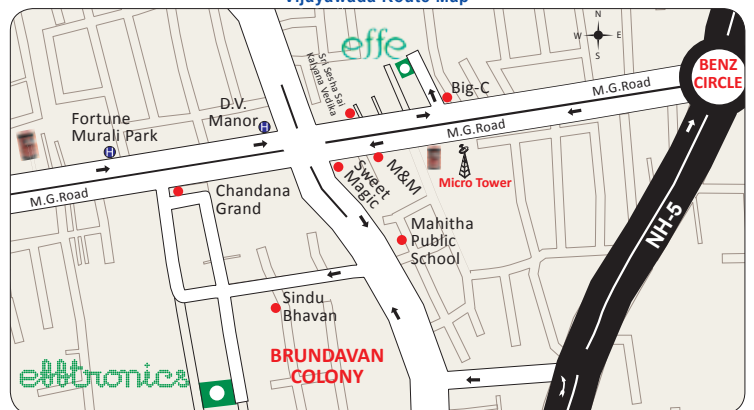 Vijayawada Route Map
N
W E
S
effe
Sri Sesha Sai
Kalyana Vedika
Big-C
BENZ
CIRCLE
M.G.Road
D.V.
Manor
H
Fortune
Murali Park
H
M.G.Road
M&M
Sweet
Magic
Micro Tower
M.G.Road
Chandana
Grand
Mahitha
Public
School
NH-5
Sindu
Bhavan
BRUNDAVAN
COLONY
efftronics